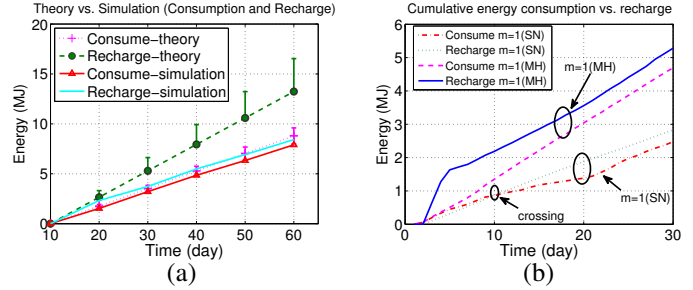 Theory vs. Simulation (Consumption and Recharge)
20
15
10
5
0
Energy (MJ)
Consume−theory
Recharge−theory
Consume−simulation
Recharge−simulation
10 20 30 40 50 60
Time (day)
(a)
Cumulative energy consumption vs. recharge
6
5
4
3
2
1
0
Energy (MJ)
Consume m=1(SN)
Recharge m=1(SN)
Consume m=1(MH)
Recharge m=1(MH)
m=1(MH)
m=1(SN)
crossing
0 10 20 30
Time (day)
(b)